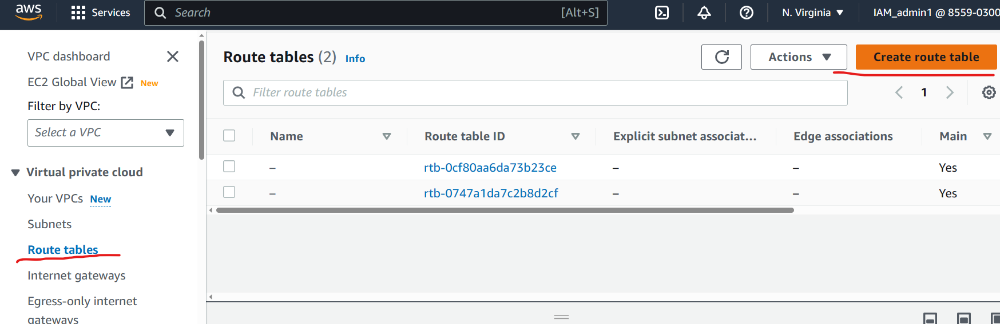 aws Services Search [Alt+S] N. Virginia IAM_admin1 @ 8559-0300
VPC dashboard
EC2 Global View New
Filter by VPC:
Select a VPC
Virtual private cloud
Your VPCs New
Subnets
Route tables
Internet gateways
Egress-only internet
gateways
Route tables (2) Info Actions Create route table
Filter route tables 1
Name Route table ID Explicit subnet associat... Edge associations Main
– rtb-0cf80aa6da73b23ce – – Yes
– rtb-0747a1da7c2b8d2cf – – Yes